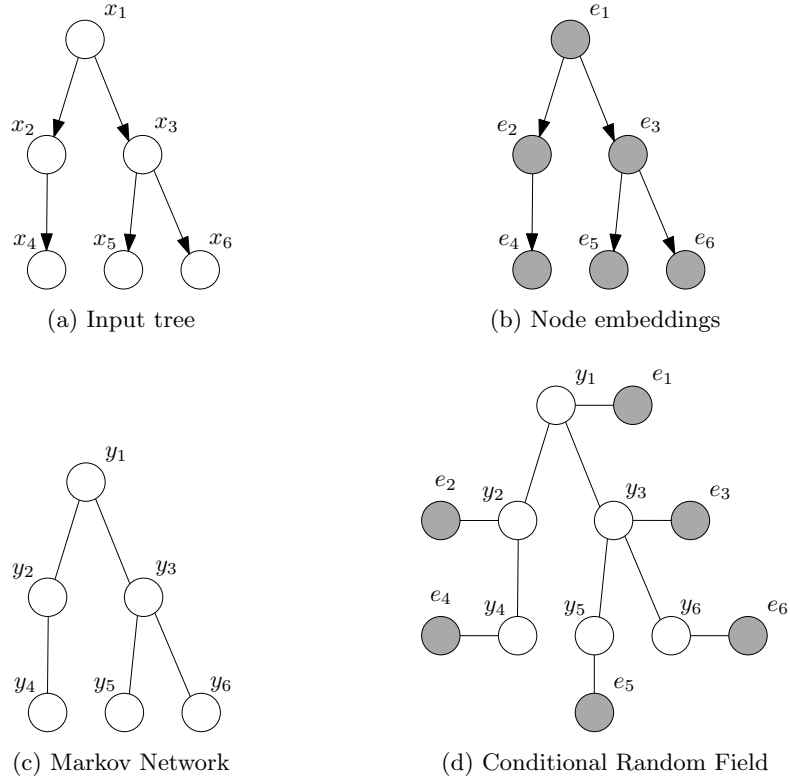 x₁
x₂ x₃
x₄ x₅ x₆
(a) Input tree
e₁
e₂ e₃
e₄ e₅ e₆
(b) Node embeddings
y₁
y₂ y₃
y₄ y₅ y₆
(c) Markov Network
y₁ e₁
e₂ y₂ y₃ e₃
e₄ y₄ y₅ y₆ e₆
e₅
(d) Conditional Random Field